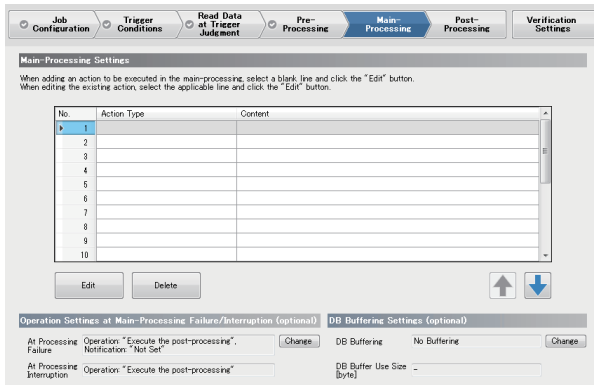 Job Configuration
Trigger Conditions
Read Data at Trigger Judgment
Pre-Processing
Main-Processing
Post-Processing
Verification Settings
Main-Processing Settings
When adding an action to be executed in the main-processing, select a blank line and click the "Edit" button.
When editing the existing action, select the applicable line and click the "Edit" button.
No. Action Type Content
1
2
3
4
5
6
7
8
9
10
Edit Delete
Operation Settings at Main-Processing Failure/Interruption (optional)
At Processing Failure
Operation: "Execute the post-processing",
Notification: "Not Set"
Change
At Processing Interruption
Operation: "Execute the post-processing"
DB Buffering Settings (optional)
DB Buffering No Buffering Change
DB Buffer Use Size [byte] -